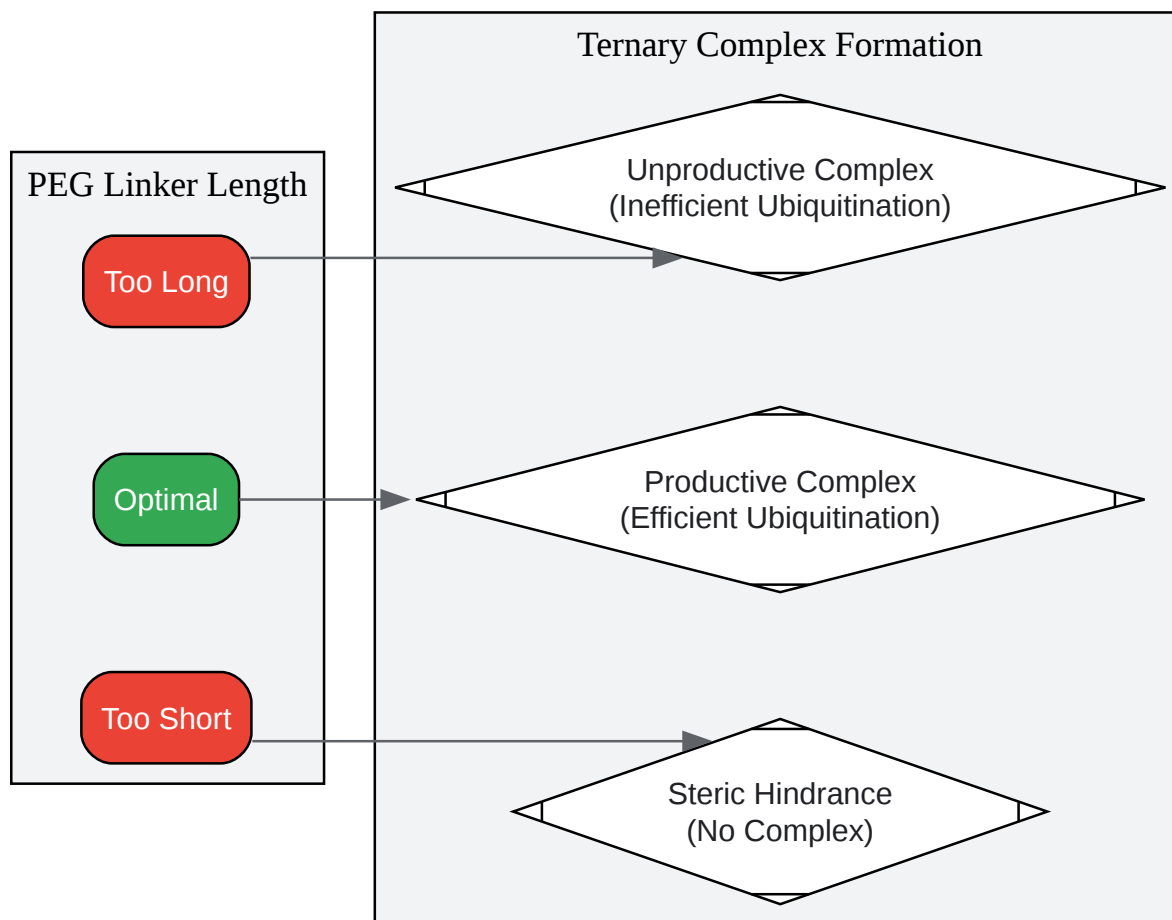 Ternary Complex Formation
PEG Linker Length
Too Long
Unproductive Complex
(Inefficient Ubiquitination)
Optimal
Productive Complex
(Efficient Ubiquitination)
Too Short
Steric Hindrance
(No Complex)